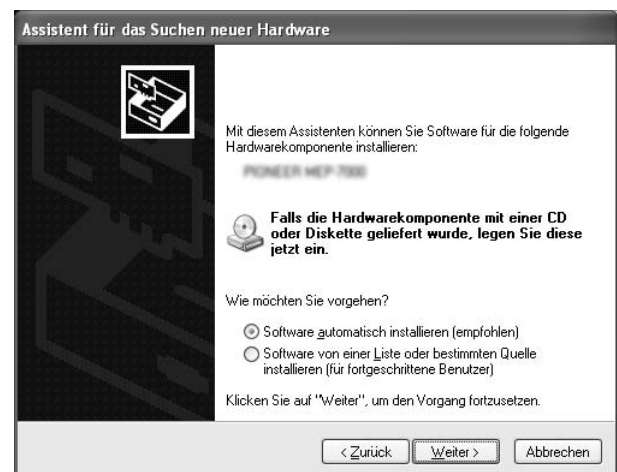 Assistent für das Suchen neuer Hardware
Mit diesem Assistenten können Sie Software für die folgende
Hardwarekomponente installieren:
PIONEER MEP-7000
Falls die Hardwarekomponente mit einer CD
oder Diskette geliefert wurde, legen Sie diese
jetzt ein.
Wie möchten Sie vorgehen?
Software automatisch installieren (empfohlen)
Software von einer Liste oder bestimmten Quelle
installieren (für fortgeschrittene Benutzer)
Klicken Sie auf "Weiter", um den Vorgang fortzusetzen.
< Zurück Weiter > Abbrechen